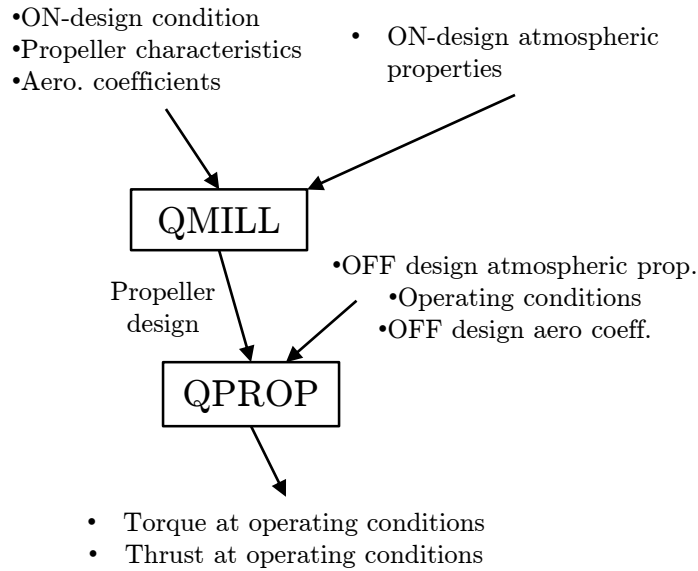 •ON-design condition
•Propeller characteristics
•Aero. coefficients
• ON-design atmospheric
properties
QMILL
Propeller
design
•OFF design atmospheric prop.
•Operating conditions
•OFF design aero coeff.
QPROP
• Torque at operating conditions
• Thrust at operating conditions